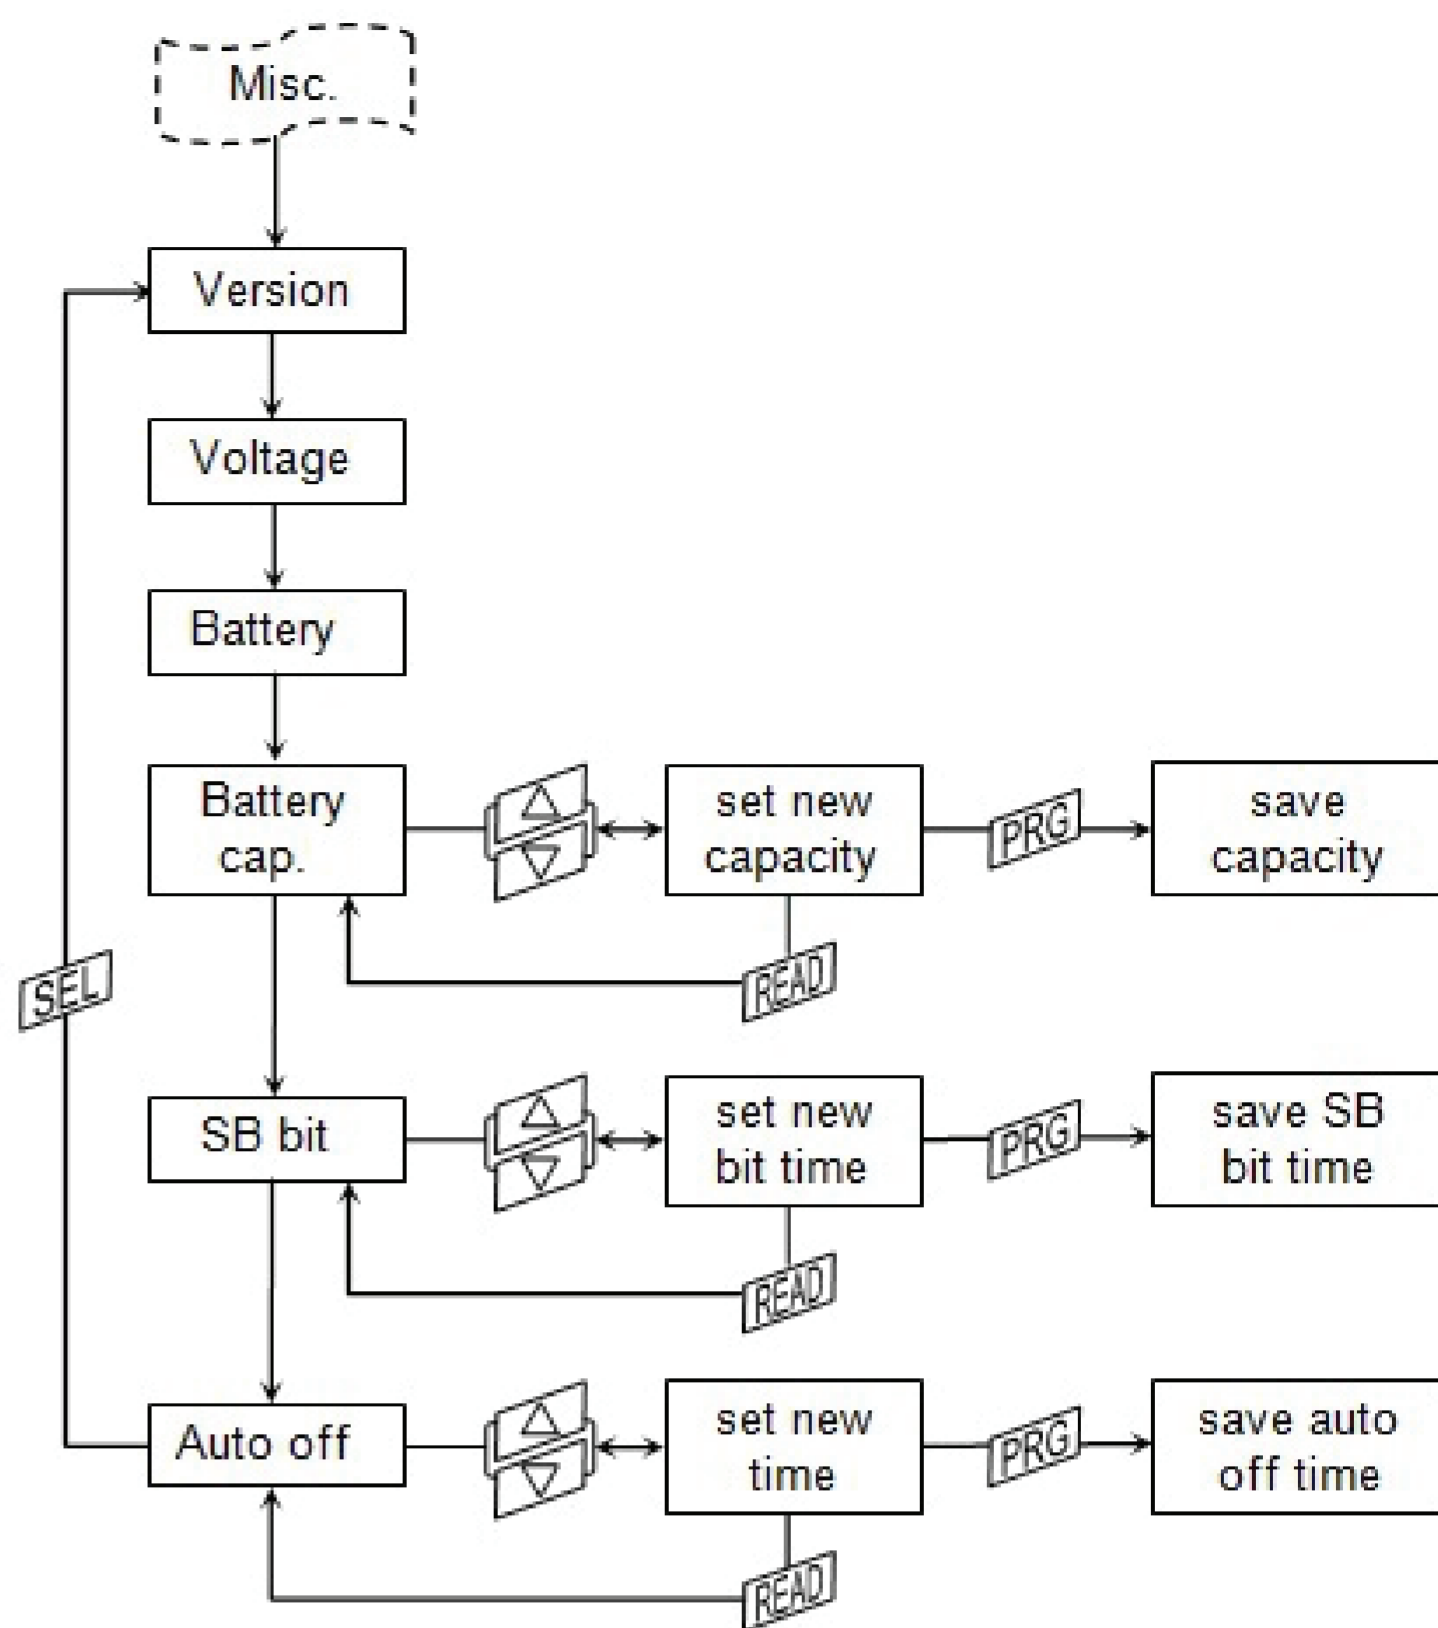 Misc.
Version
Voltage
Battery
Battery
cap.
set new
capacity
PRG
save
capacity
READ
SEL
SB bit
set new
bit time
PRG
save SB
bit time
READ
Auto off
set new
time
PRG
save auto
off time
READ